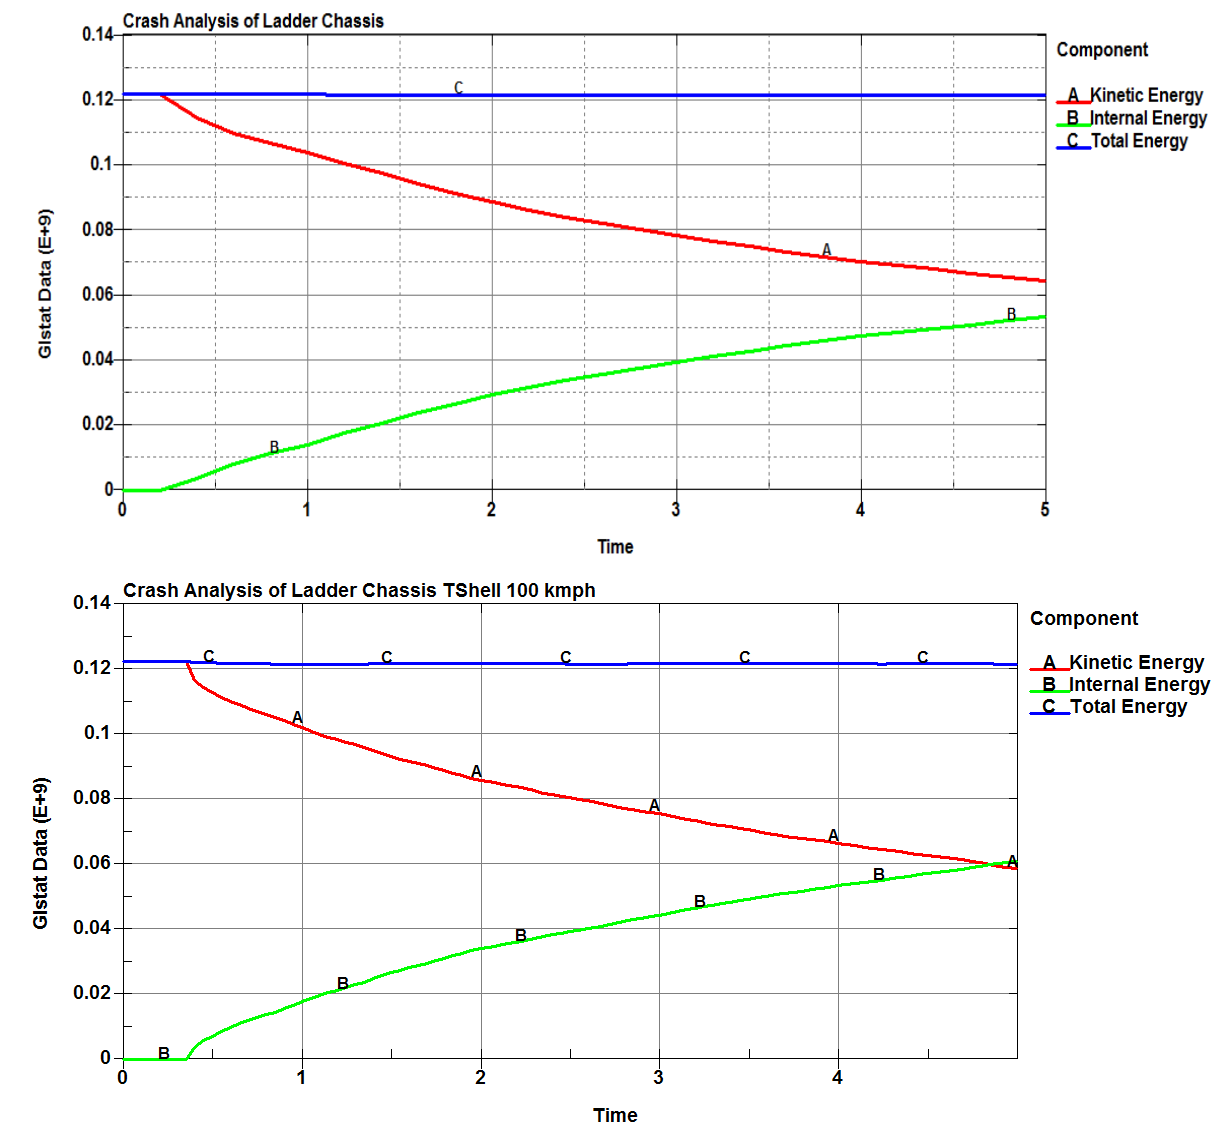 Crash Analysis of Ladder Chassis
0.14
0.12
0.1
0.08
0.06
0.04
0.02
0
Glstat Data (E+9)
C
A
B
B
0 1 2 3 4 5
Time
Component
A Kinetic Energy
B Internal Energy
C Total Energy
Crash Analysis of Ladder Chassis TShell 100 kmph
0.14
0.12
0.1
0.08
0.06
0.04
0.02
0
Glstat Data (E+9)
C C C C C
A A A A A
B B B B B
0 1 2 3 4
Time
Component
A Kinetic Energy
B Internal Energy
C Total Energy